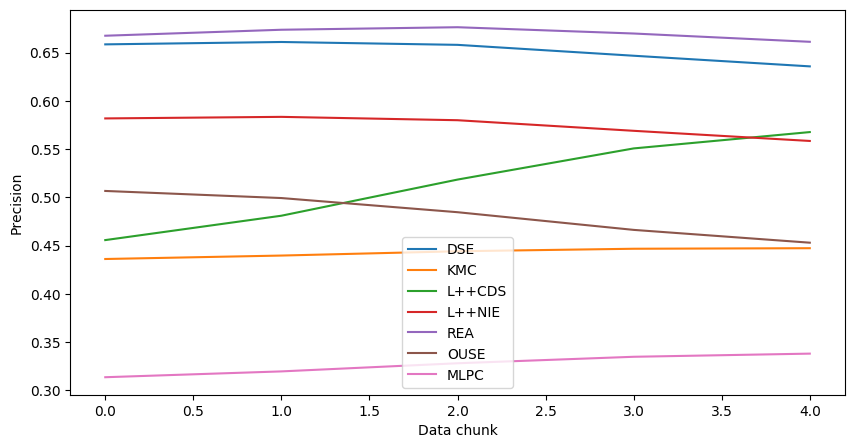 Precision
0.65
0.60
0.55
0.50
0.45
0.40
0.35
0.30
DSE
KMC
L++CDS
L++NIE
REA
OUSE
MLPC
0.0 0.5 1.0 1.5 2.0 2.5 3.0 3.5 4.0
Data chunk